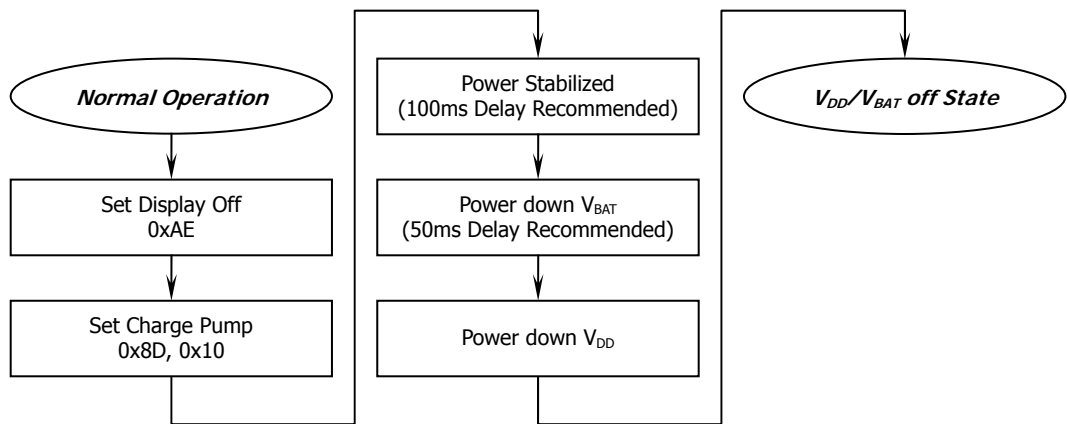 Normal Operation
Set Display Off
0xAE
Set Charge Pump
0x8D, 0x10
Power Stabilized
(100ms Delay Recommended)
Power down VBAT
(50ms Delay Recommended)
Power down VDD
VDD/VBAT off State